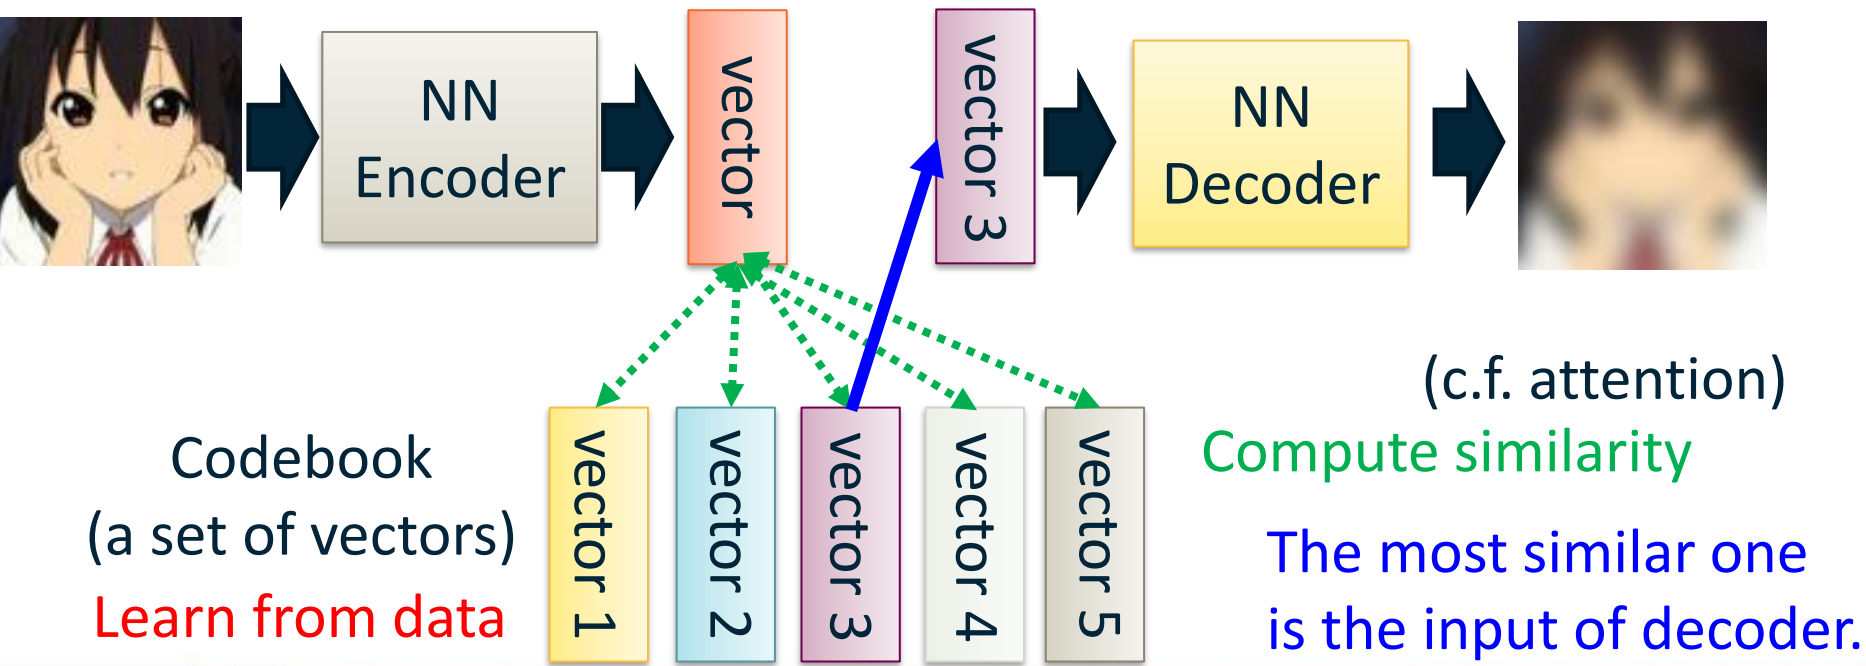 NN
Encoder
vector
vector 3
NN
Decoder
(c.f. attention)
Compute similarity
Codebook
(a set of vectors)
Learn from data
vector 1
vector 2
vector 3
vector 4
vector 5
The most similar one
is the input of decoder.